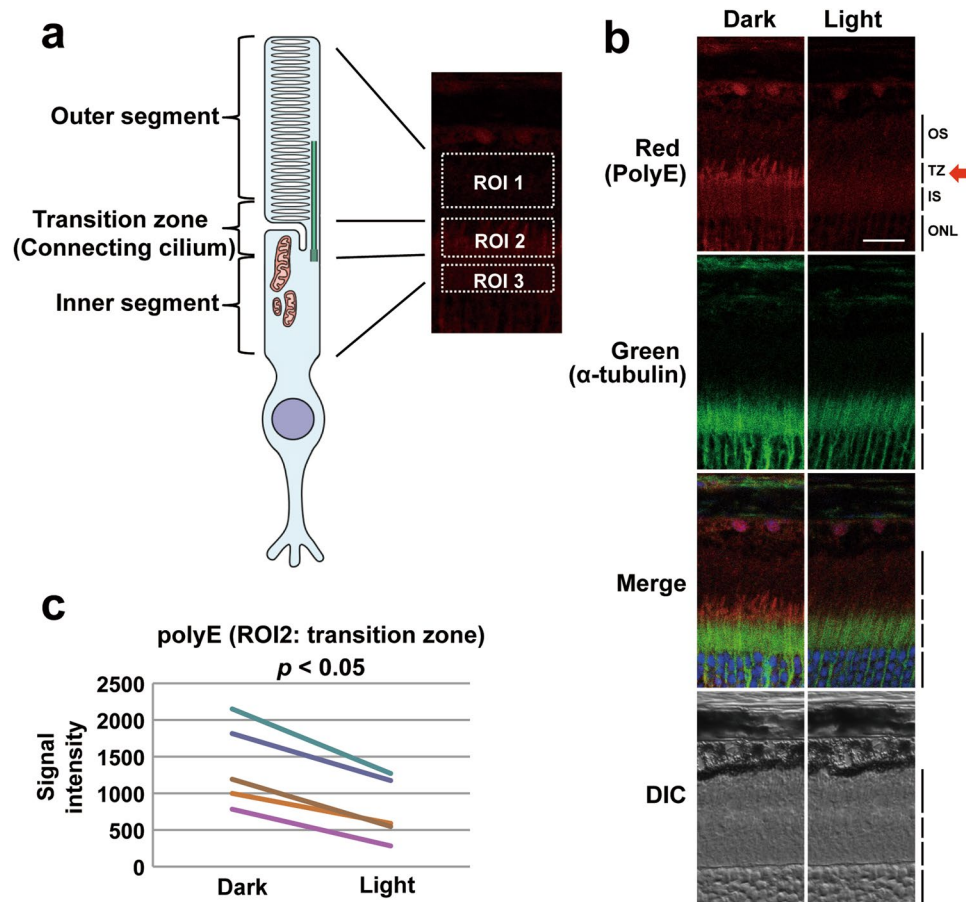 a
Outer segment
Transition zone
(Connecting cilium)
Inner segment
ROI 1
ROI 2
ROI 3
b
Dark
Light
Red
(PolyE)
OS
TZ
IS
ONL
Green
(α-tubulin)
Merge
DIC
c
polyE (ROI2: transition zone)
p < 0.05
Signal
intensity
2500
2000
1500
1000
500
0
Dark
Light